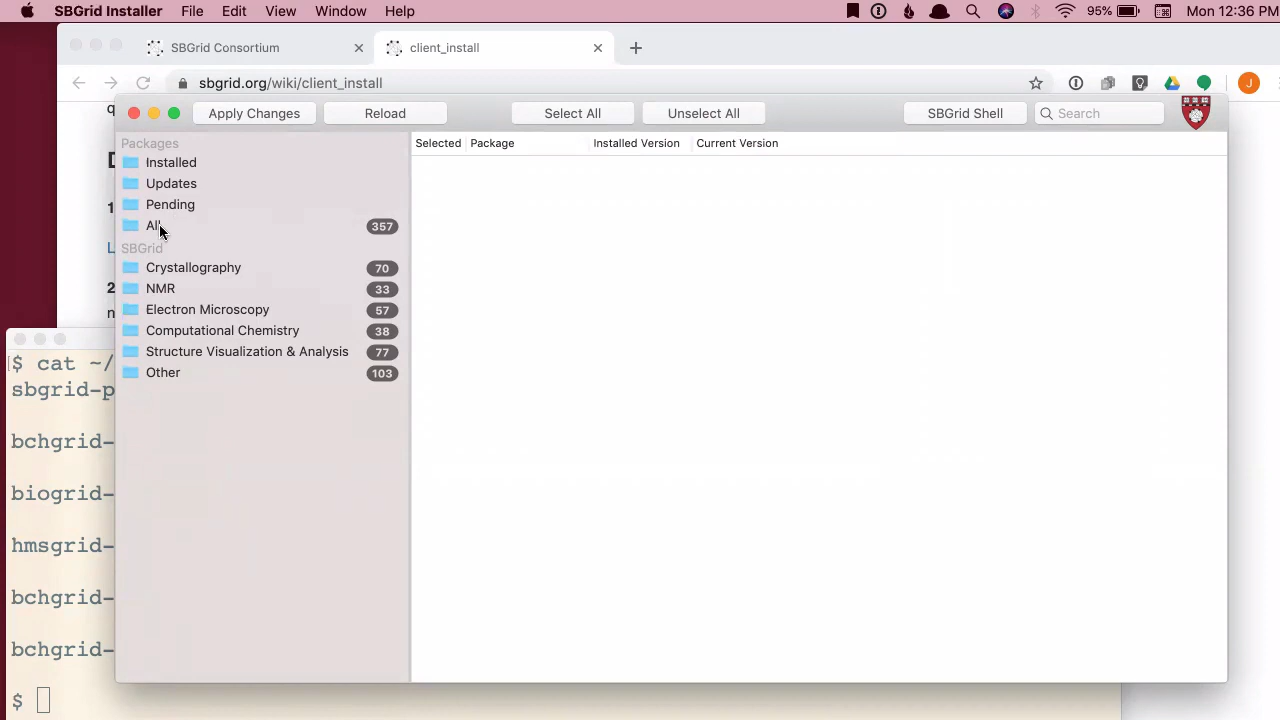 SBGrid Installer File Edit View Window Help 95% Mon 12:36 PM
SBGrid Consortium client_install
sbgrid.org/wiki/client_install J
Apply Changes Reload Select All Unselect All SBGrid Shell Search
Packages
Installed
Updates
Pending
All 357
SBGrid
Crystallography 70
NMR 33
Electron Microscopy 57
Computational Chemistry 38
Structure Visualization & Analysis 77
Other 103
Selected Package Installed Version Current Version
$ cat ~/
sbgrid-p
bchgrid-
biogrid-
hmsgrid-
bchgrid-
bchgrid-
$